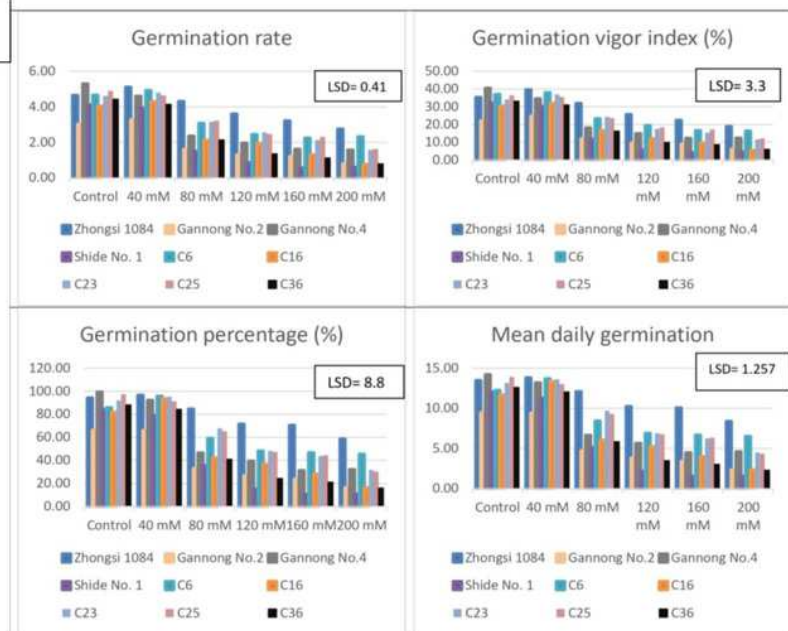 Germination rate
LSD= 0.41
6.00
4.00
2.00
0.00
Control 40 mM 80 mM 120 mM 160 mM 200 mM
Zhongsi 1084 Gannong No.2 Gannong No.4
Shide No. 1 C6 C16
C23 C25 C36
Germination vigor index (%)
LSD= 3.3
50.00
40.00
30.00
20.00
10.00
0.00
Control 40 mM 80 mM 120 160 200
mM mM mM
Zhongsi 1084 Gannong No.2 Gannong No.4
Shide No. 1 C6 C16
C23 C25 C36
Germination percentage (%)
LSD= 8.8
120.00
100.00
80.00
60.00
40.00
20.00
0.00
Control 40 mM 80 mM 120 mM 160 mM 200 mM
Zhongsi 1084 Gannong No.2 Gannong No.4
Shide No. 1 C6 C16
C23 C25 C36
Mean daily germination
LSD= 1.257
15.00
10.00
5.00
0.00
Control 40 mM 80 mM 120 160 200
mM mM mM
Zhongsi 1084 Gannong No.2 Gannong No.4
Shide No. 1 C6 C16
C23 C25 C36